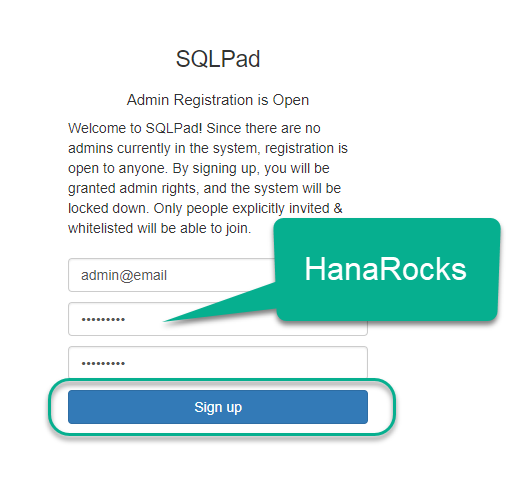 SQLPad
Admin Registration is Open
Welcome to SQLPad! Since there are no
admins currently in the system, registration is
open to anyone. By signing up, you will be
granted admin rights, and the system will be
locked down. Only people explicitly invited &
whitelisted will be able to join.
admin@email
HanaRocks
•••••••••
•••••••••
Sign up